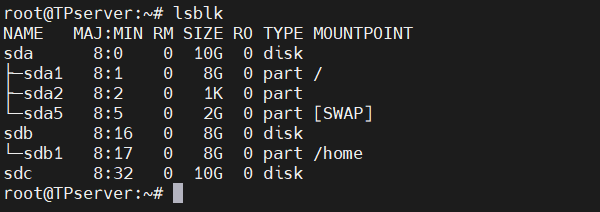 root@TPserver:~# lsblk
NAME   MAJ:MIN RM SIZE RO TYPE MOUNTPOINT
sda      8:0    0  10G  0 disk
├─sda1   8:1    0   8G  0 part /
├─sda2   8:2    0   1K  0 part
└─sda5   8:5    0   2G  0 part [SWAP]
sdb      8:16   0   8G  0 disk
└─sdb1   8:17   0   8G  0 part /home
sdc      8:32   0  10G  0 disk
root@TPserver:~#